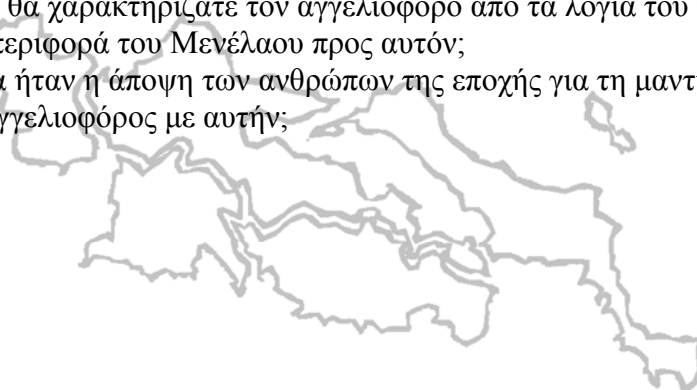 θα χαρακτηρίζατε τον αγγελιοφόρο από τα λόγια του
του Μενέλαου προς αυτόν;
ήταν η άποψη των ανθρώπων της εποχής για τη
με αυτήν;